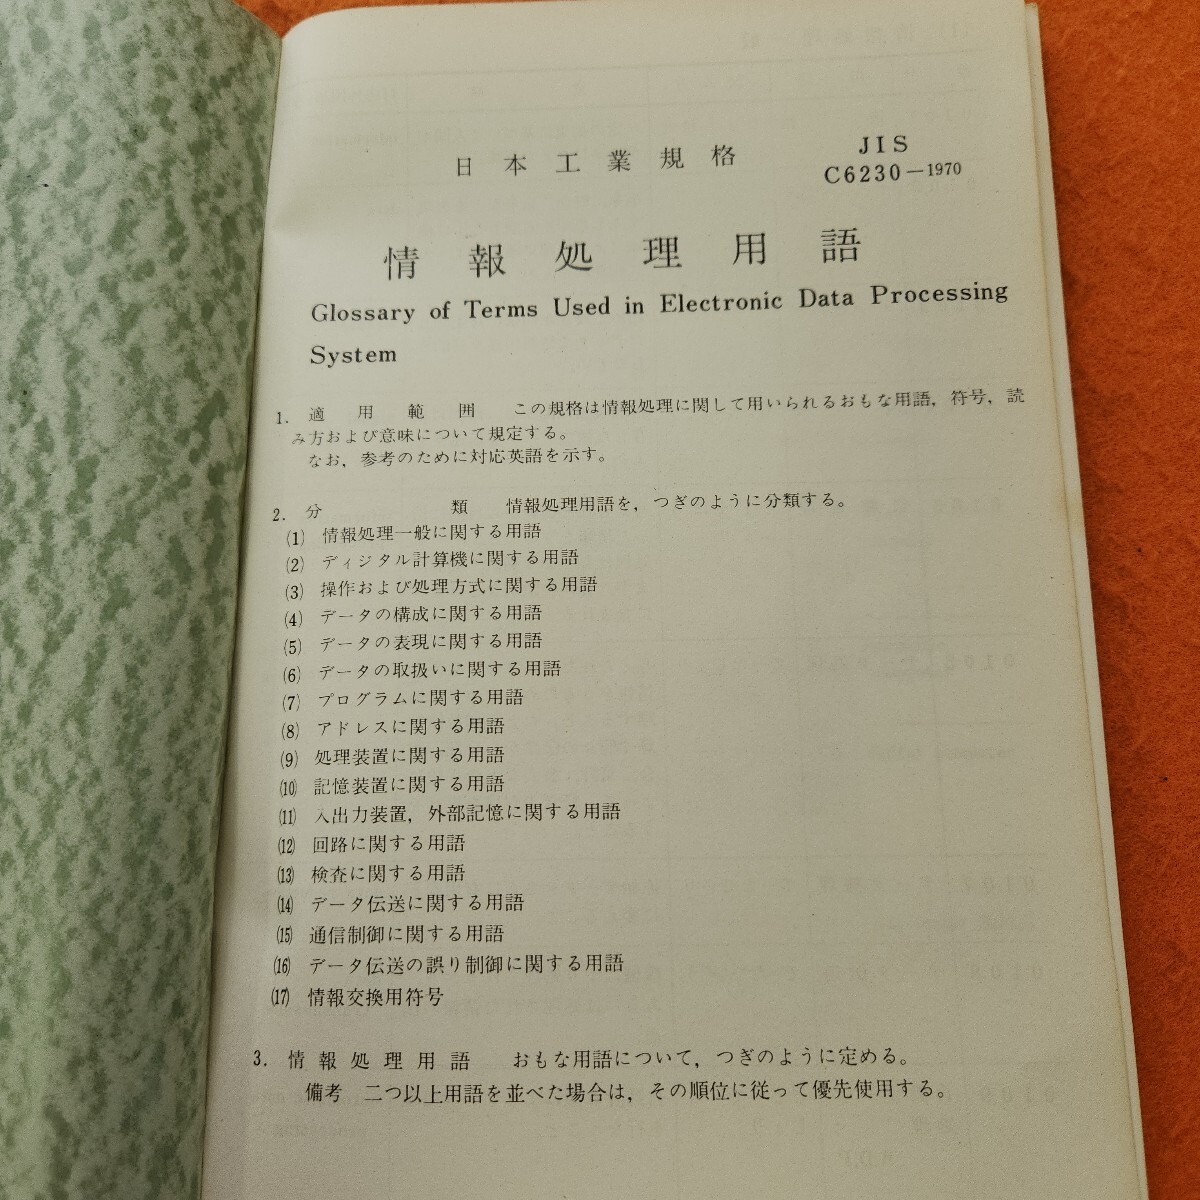 日本工業規格
JIS
C6230－1970
情報処理用語
Glossary of Terms Used in Electronic Data Processing
System
1. 適用範囲 この規格は情報処理に関して用いられるおもな用語，符号，読
み方および意味について規定する。
なお，参考のために対応英語を示す。
2. 分類 情報処理用語を，つぎのように分類する。
(1) 情報処理一般に関する用語
(2) ディジタル計算機に関する用語
(3) 操作および処理方式に関する用語
(4) データの構成に関する用語
(5) データの表現に関する用語
(6) データの取扱いに関する用語
(7) プログラムに関する用語
(8) アドレスに関する用語
(9) 処理装置に関する用語
(10) 記憶装置に関する用語
(11) 入出力装置，外部記憶に関する用語
(12) 回路に関する用語
(13) 検査に関する用語
(14) データ伝送に関する用語
(15) 通信制御に関する用語
(16) データ伝送の誤り制御に関する用語
(17) 情報交換用符号
3. 情報処理用語 おもな用語について，つぎのように定める。
備考 二つ以上用語を並べた場合は，その順位に従って優先使用する。